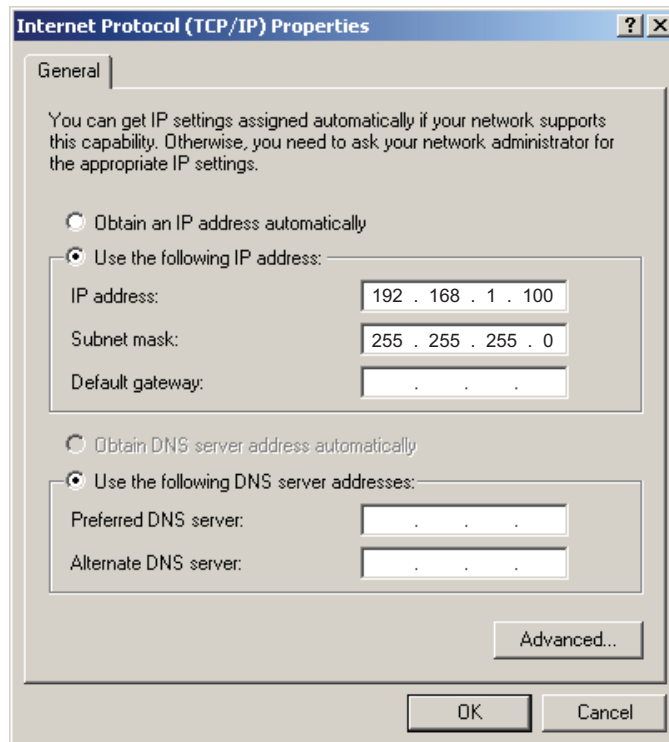 Internet Protocol (TCP/IP) Properties
General
You can get IP settings assigned automatically if your network supports
this capability. Otherwise, you need to ask your network administrator for
the appropriate IP settings.
Obtain an IP address automatically
Use the following IP address:
IP address: 192 . 168 . 1 . 100
Subnet mask: 255 . 255 . 255 . 0
Default gateway: . . .
Obtain DNS server address automatically
Use the following DNS server addresses:
Preferred DNS server: . . .
Alternate DNS server: . . .
Advanced...
OK Cancel